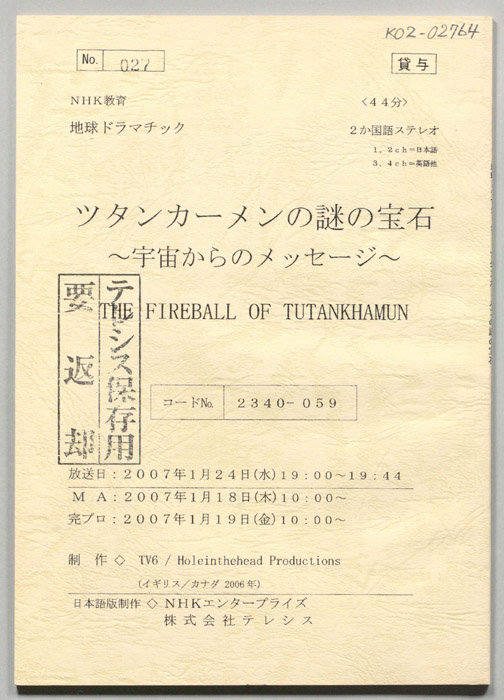 K02-02764
No. 027
貸与
NHK教育
<44分>
地球ドラマチック
2か国語ステレオ
1、2ch=日本語
3、4ch=英語他
ツタンカーメンの謎の宝石
~宇宙からのメッセージ~
THE FIREBALL OF TUTANKHAMUN
テレシス保存用
要返却
コードNo. 2340-059
放送日:2007年1月24日(水)19:00~19:44
MA:2007年1月18日(木)10:00~
完プロ:2007年1月19日(金)10:00~
制作◇ TV6 / Holeinthehead Productions
(イギリス/カナダ 2006年)
日本語版制作◇NHKエンタープライズ
株式会社テレシス